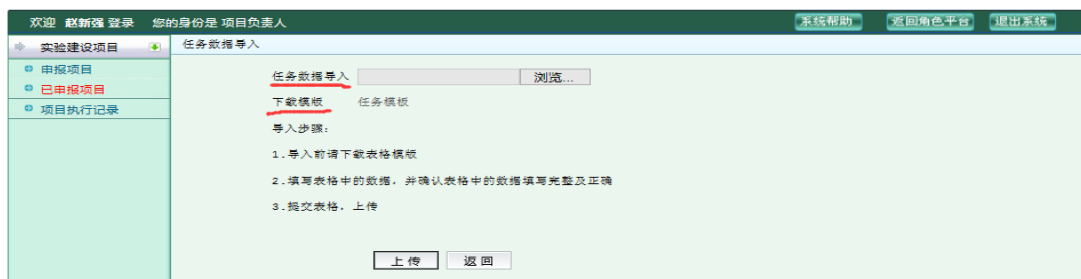 欢迎 赵新强 登录 您的身份是 项目负责人 系统帮助 返回角色平台 退出系统
实验建设项目 任务数据导入
申报项目
已申报项目
项目执行记录
任务数据导入 浏览...
下载模版 任务模板
导入步骤:
1.导入前请下载表格模版
2.填写表格中的数据，并确认表格中的数据填写完整及正确
3.提交表格，上传
上 传 返 回